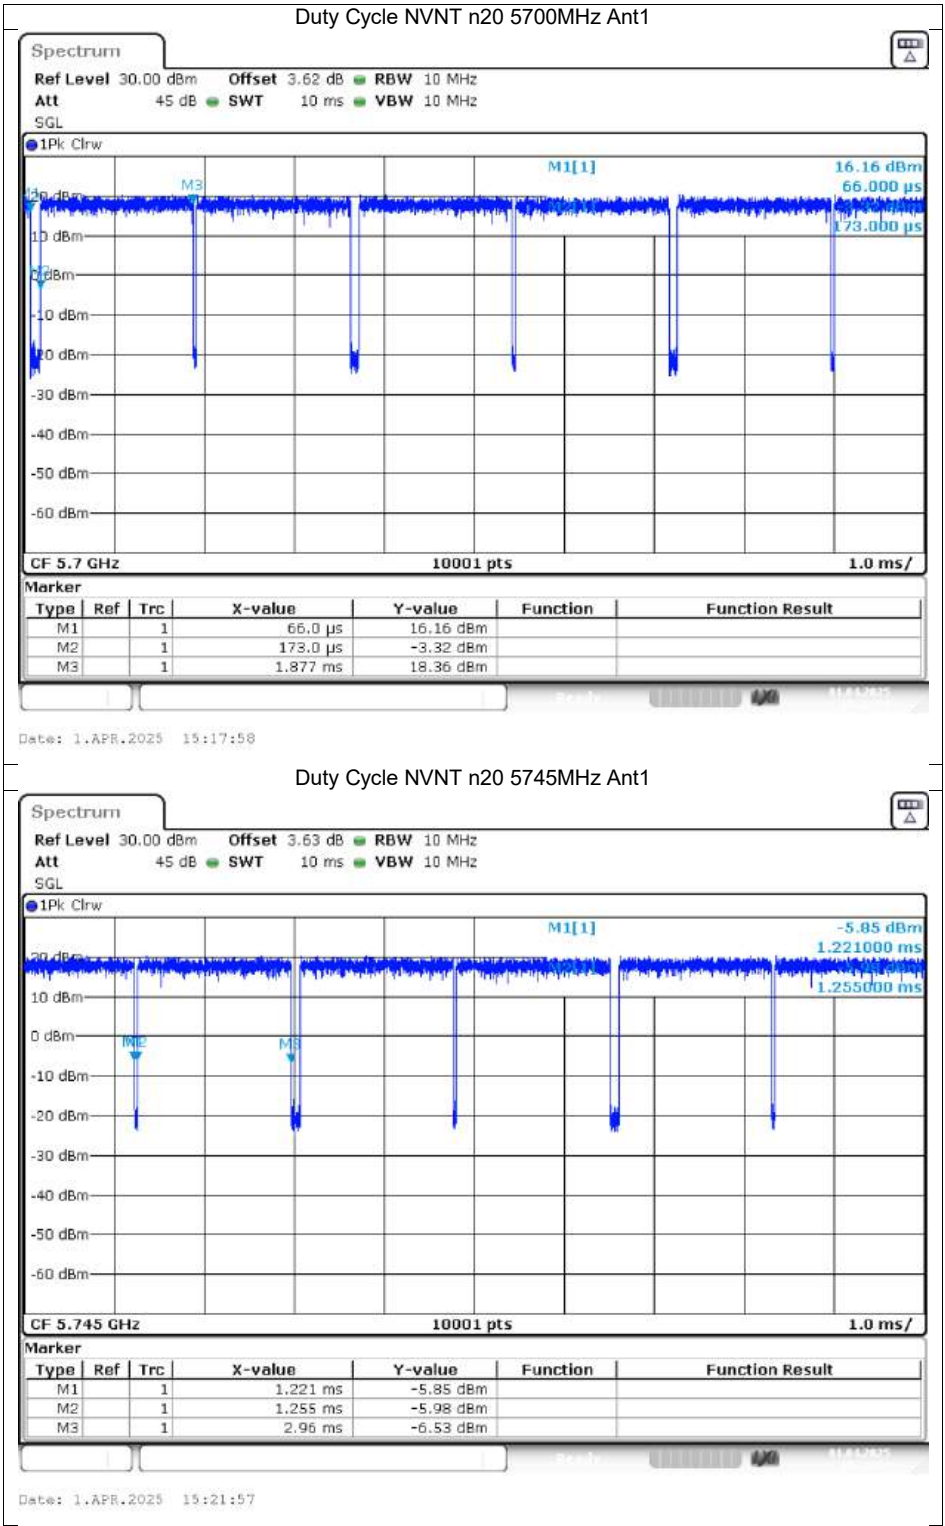 Duty Cycle NVNT n20 5700MHz Ant1
Spectrum
Ref Level 30.00 dBm Offset 3.62 dB RBW 10 MHz
Att 45 dB SWT 10 ms VBW 10 MHz
SGL
1Pk Clrw
M1[1] 16.16 dBm
66.000 µs
M3
20 dBm
173.000 µs
10 dBm
0 dBm
-10 dBm
-20 dBm
-30 dBm
-40 dBm
-50 dBm
-60 dBm
CF 5.7 GHz 10001 pts 1.0 ms/
Marker
Type Ref Trc X-value Y-value Function Function Result
M1 1 66.0 µs 16.16 dBm
M2 1 173.0 µs -3.32 dBm
M3 1 1.877 ms 18.36 dBm
Date: 1.APR.2025 15:17:58
Duty Cycle NVNT n20 5745MHz Ant1
Spectrum
Ref Level 30.00 dBm Offset 3.63 dB RBW 10 MHz
Att 45 dB SWT 10 ms VBW 10 MHz
SGL
1Pk Clrw
M1[1] -5.85 dBm
1.221000 ms
20 dBm
1.255000 ms
10 dBm
0 dBm
M2 M3
-10 dBm
-20 dBm
-30 dBm
-40 dBm
-50 dBm
-60 dBm
CF 5.745 GHz 10001 pts 1.0 ms/
Marker
Type Ref Trc X-value Y-value Function Function Result
M1 1 1.221 ms -5.85 dBm
M2 1 1.255 ms -5.98 dBm
M3 1 2.96 ms -6.53 dBm
Date: 1.APR.2025 15:21:57